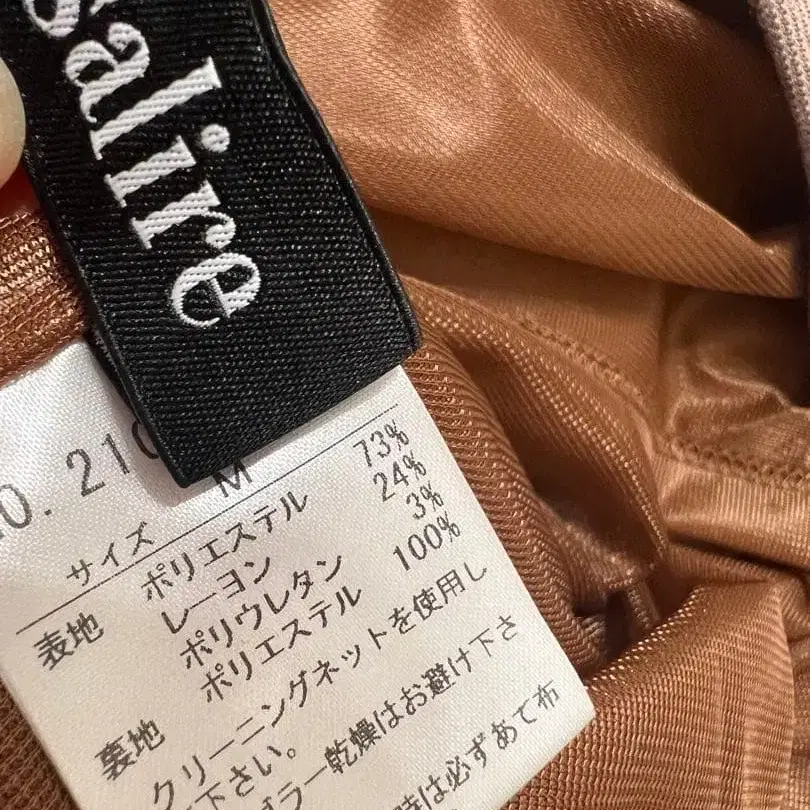 salire
0. 210
サイズ M
表地 ポリエステル 73%
レーヨン 24%
ポリウレタン 3%
裏地 ポリエステル 100%
クリーニングネットを使用し
下さい。
ラー乾燥はお避け下さ
時は必ずあて布